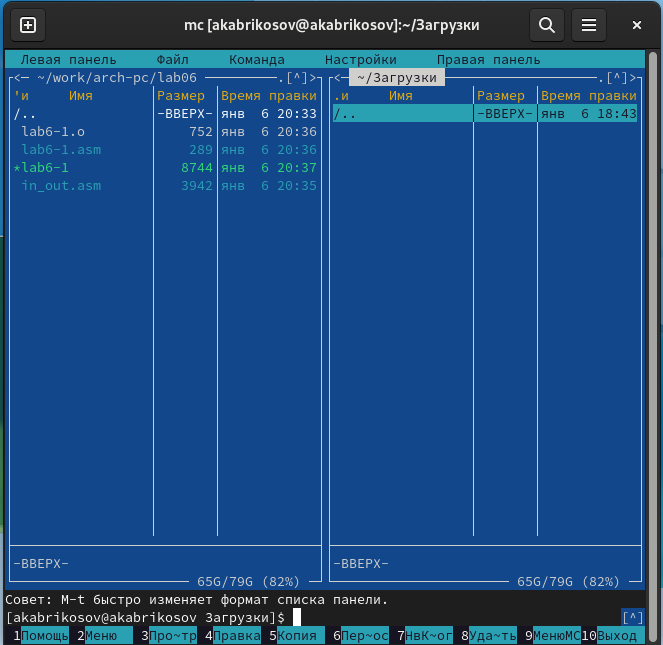 mc [akabrikosov@akabrikosov]:~/Загрузки
Левая панель Файл Команда Настройки Правая панель
<─ ~/work/arch-pc/lab06 ─.[^]>
'и Имя Размер Время правки
/.. -ВВЕРХ- янв 6 20:33
lab6-1.o 752 янв 6 20:36
lab6-1.asm 289 янв 6 20:36
*lab6-1 8744 янв 6 20:37
in_out.asm 3942 янв 6 20:35
-ВВЕРХ-
65G/79G (82%)
<─ ~/Загрузки ─.[^]>
.и Имя Размер Время правки
/.. -ВВЕРХ- янв 6 18:43
-ВВЕРХ-
65G/79G (82%)
Совет: M-t быстро изменяет формат списка панели.
[akabrikosov@akabrikosov Загрузки]$ [^]
1Помощь 2Меню 3Про~тр 4Правка 5Копия 6Пер~ос 7НвК~ог 8Уда~ть 9МенюMC 10Выход